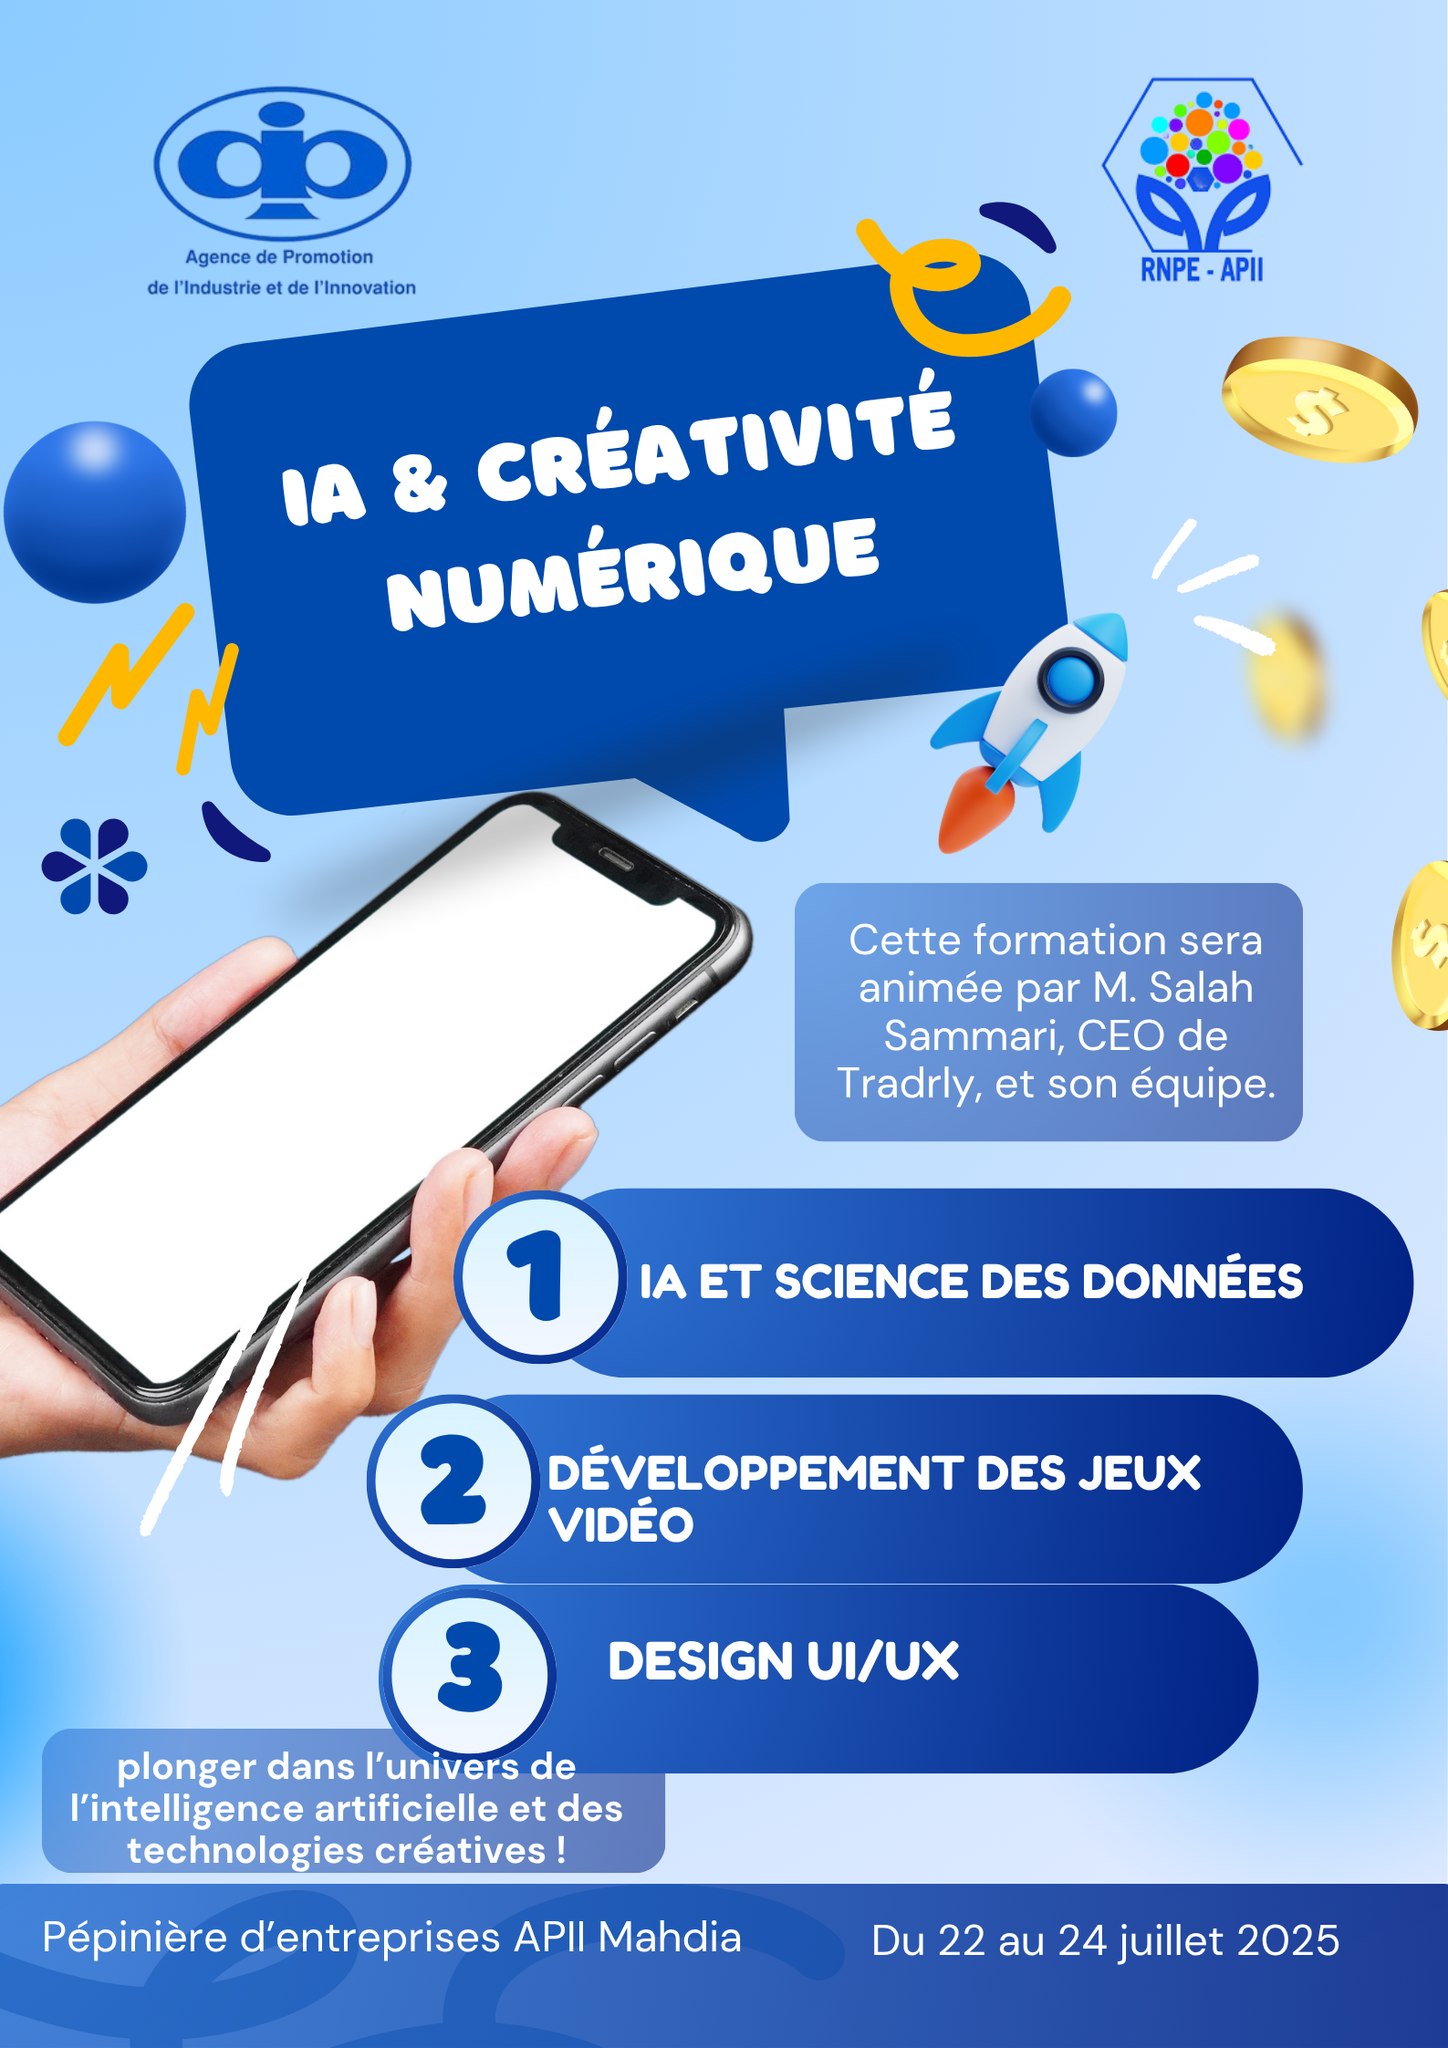 Agence de Promotion
de l'Industrie et de l'Innovation
RNPE - APII
IA & CRÉATIVITÉ
NUMÉRIQUE
Cette formation sera
animée par M. Salah
Sammari, CEO de
Tradrly, et son équipe.
1
IA ET SCIENCE DES DONNÉES
2
DÉVELOPPEMENT DES JEUX
VIDÉO
3
DESIGN UI/UX
plonger dans l'univers de
l'intelligence artificielle et des
technologies créatives !
Pépinière d'entreprises APII Mahdia
Du 22 au 24 juillet 2025